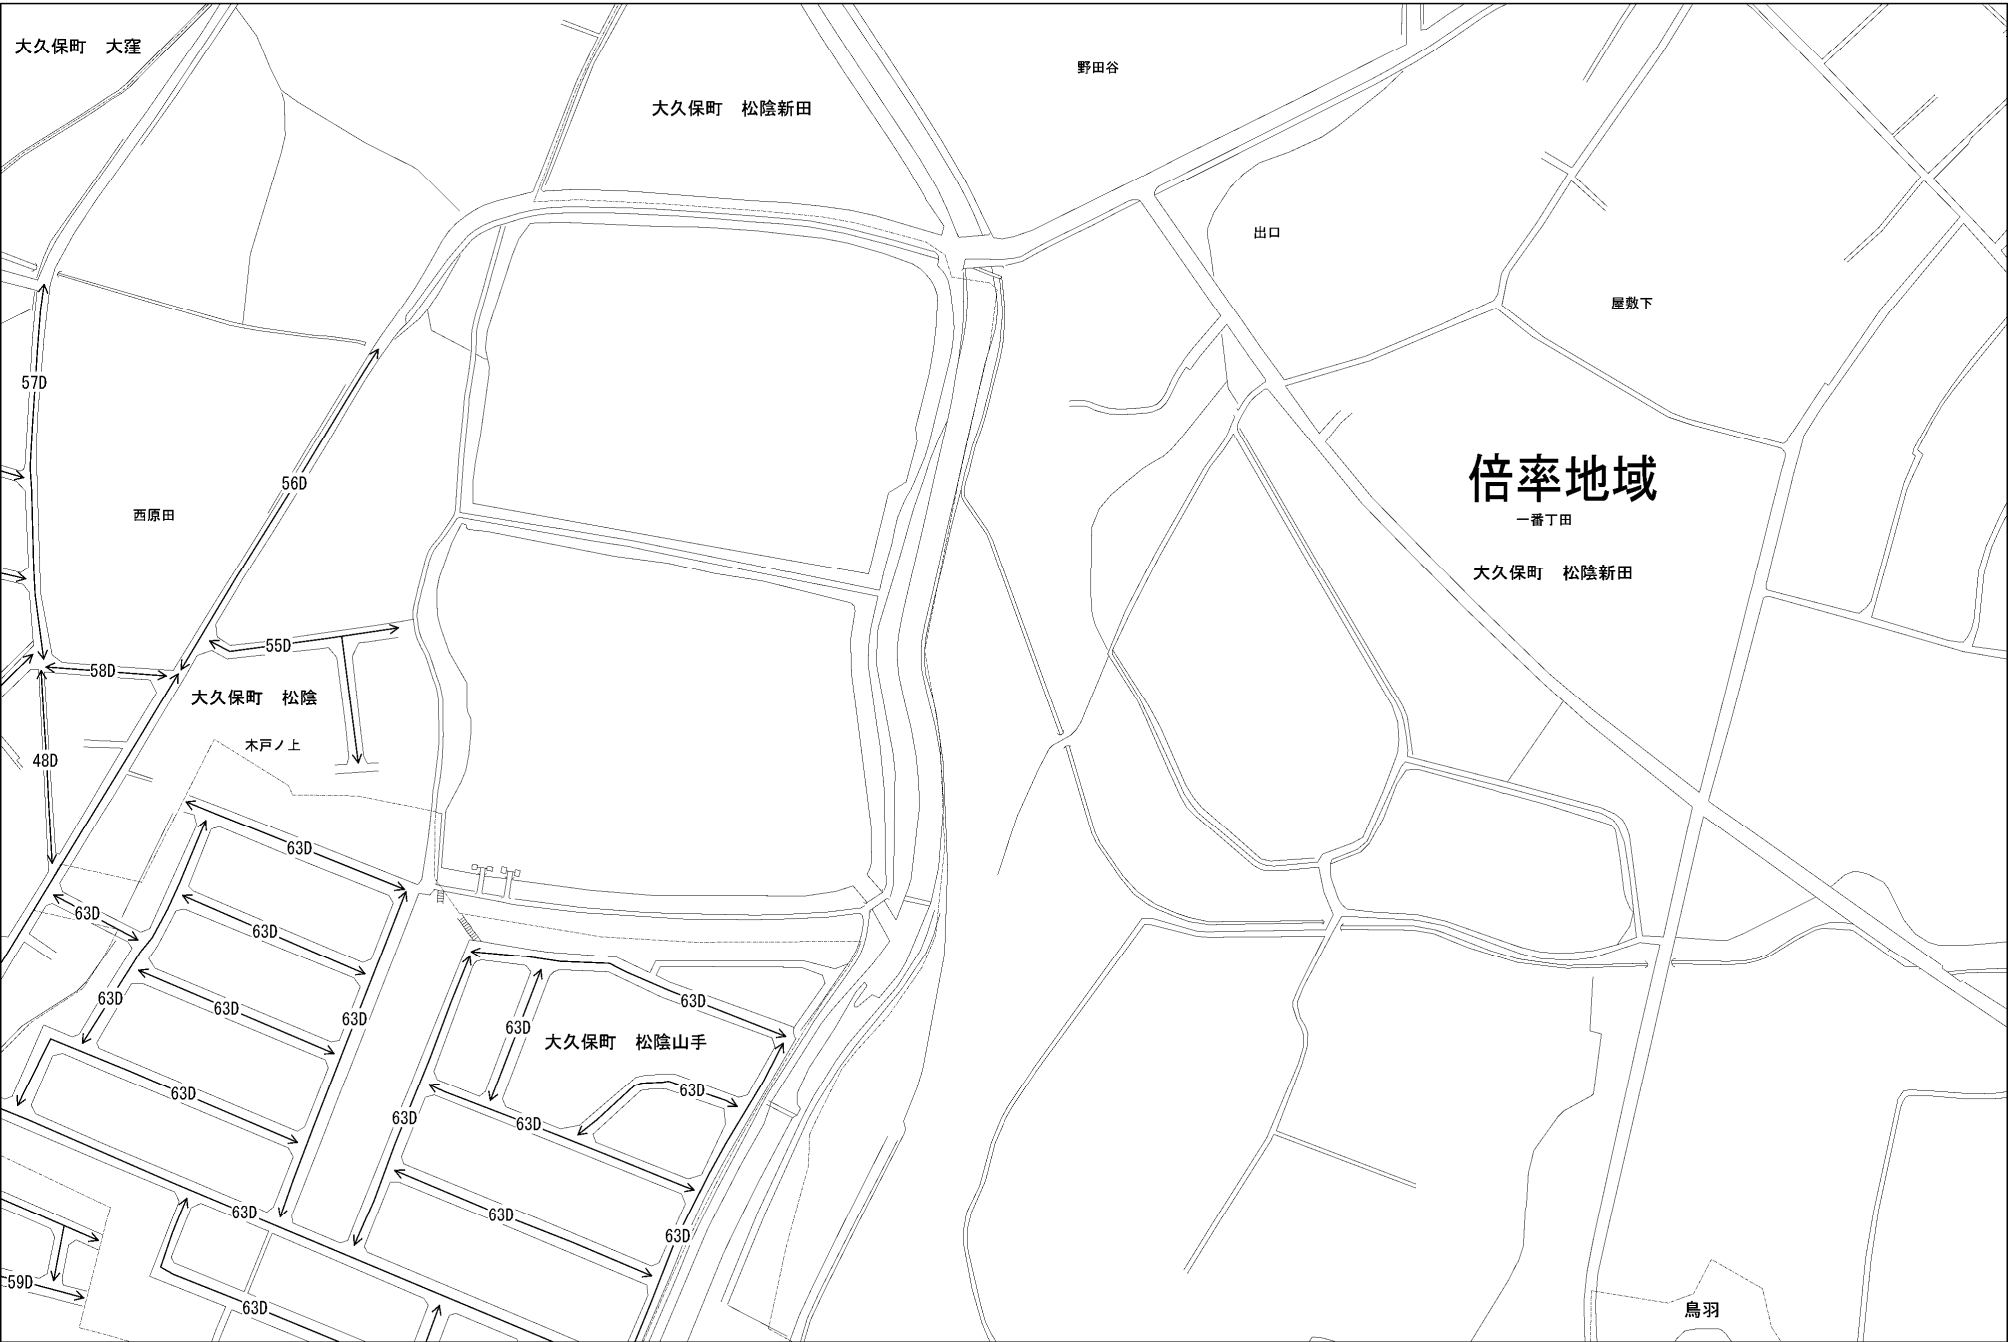 大久保町　大窪
野田谷
大久保町　松陰新田
出口
屋敷下
57D
倍率地域
56D
西原田
一番丁田
大久保町　松陰新田
55D
58D
大久保町　松陰
木戸ノ上
48D
63D
63D
63D
63D
63D
63D
63D
63D
63D
大久保町　松陰山手
63D
63D
63D
63D
63D
63D
63D
59D
63D
鳥羽